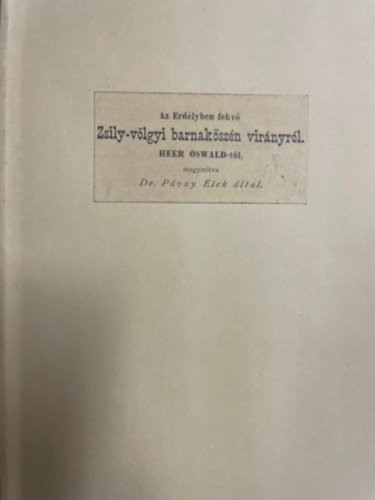 Az Erdélyben fekvő
Zsily-völgyi barnakőszén virányról.
HEER OSWALD-tól,
magyarítva
Dr. Pávay Elek által.